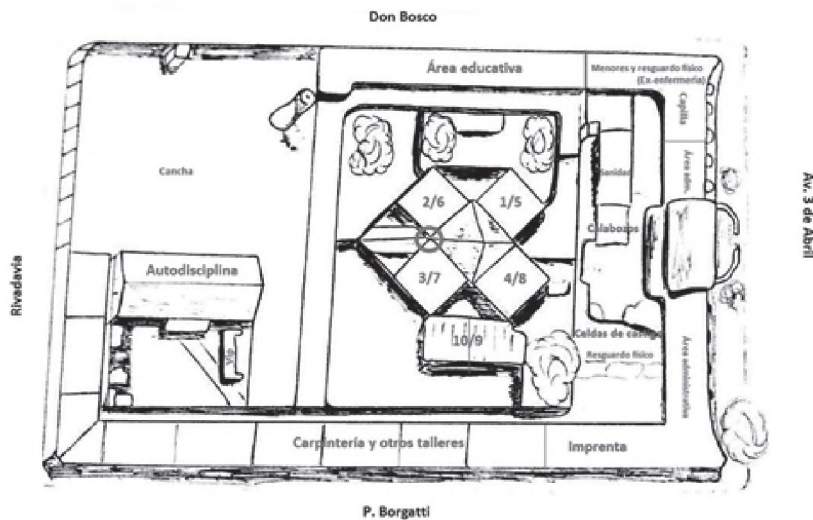 Don Bosco
Área educativa
Menores y resguardo físico
(Ex-enfermería)
Capilla
Cancha
Sanidad
Área adm.
2/6
1/5
Av. 3 de Abril
Calabozos
Autodisciplina
3/7
4/8
Rivadavia
10/9
Celdas de castigo
Vip
Resguardo físico
Área administrativa
Carpintería y otros talleres
Imprenta
P. Borgatti